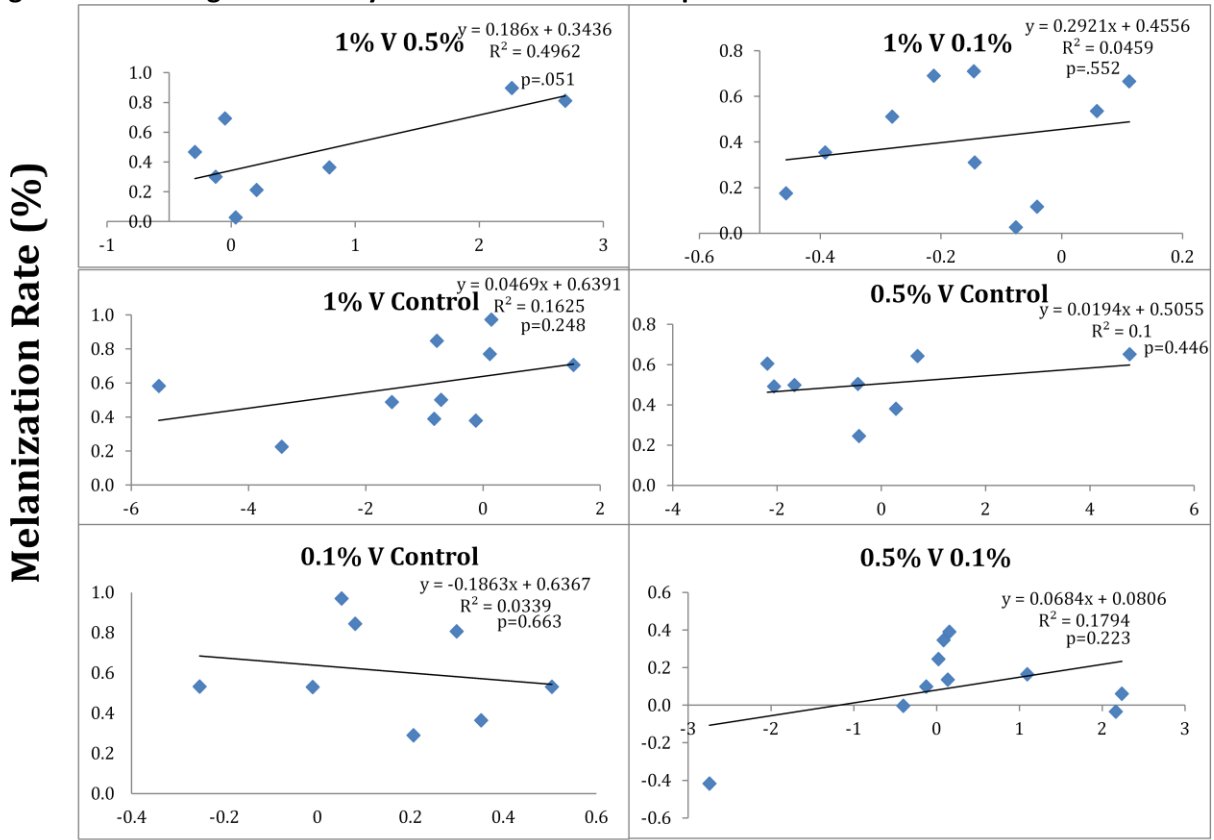 Melanization Rate (%)
1% V 0.5%
y = 0.186x + 0.3436
R² = 0.4962
p=.051
1.0
0.8
0.6
0.4
0.2
0.0
-1 0 1 2 3
1% V 0.1%
y = 0.2921x + 0.4556
R² = 0.0459
p=.552
0.8
0.6
0.4
0.2
0.0
-0.6 -0.4 -0.2 0 0.2
1% V Control
y = 0.0469x + 0.6391
R² = 0.1625
p=0.248
1.0
0.8
0.6
0.4
0.2
0.0
-6 -4 -2 0 2
0.5% V Control
y = 0.0194x + 0.5055
R² = 0.1
p=0.446
0.8
0.6
0.4
0.2
0.0
-4 -2 0 2 4 6
0.1% V Control
y = -0.1863x + 0.6367
R² = 0.0339
p=0.663
1.0
0.8
0.6
0.4
0.2
0.0
-0.4 -0.2 0 0.2 0.4 0.6
0.5% V 0.1%
y = 0.0684x + 0.0806
R² = 0.1794
p=0.223
0.6
0.4
0.2
0.0
-3 -2 -1 0 1 2 3
-0.2
-0.4
-0.6